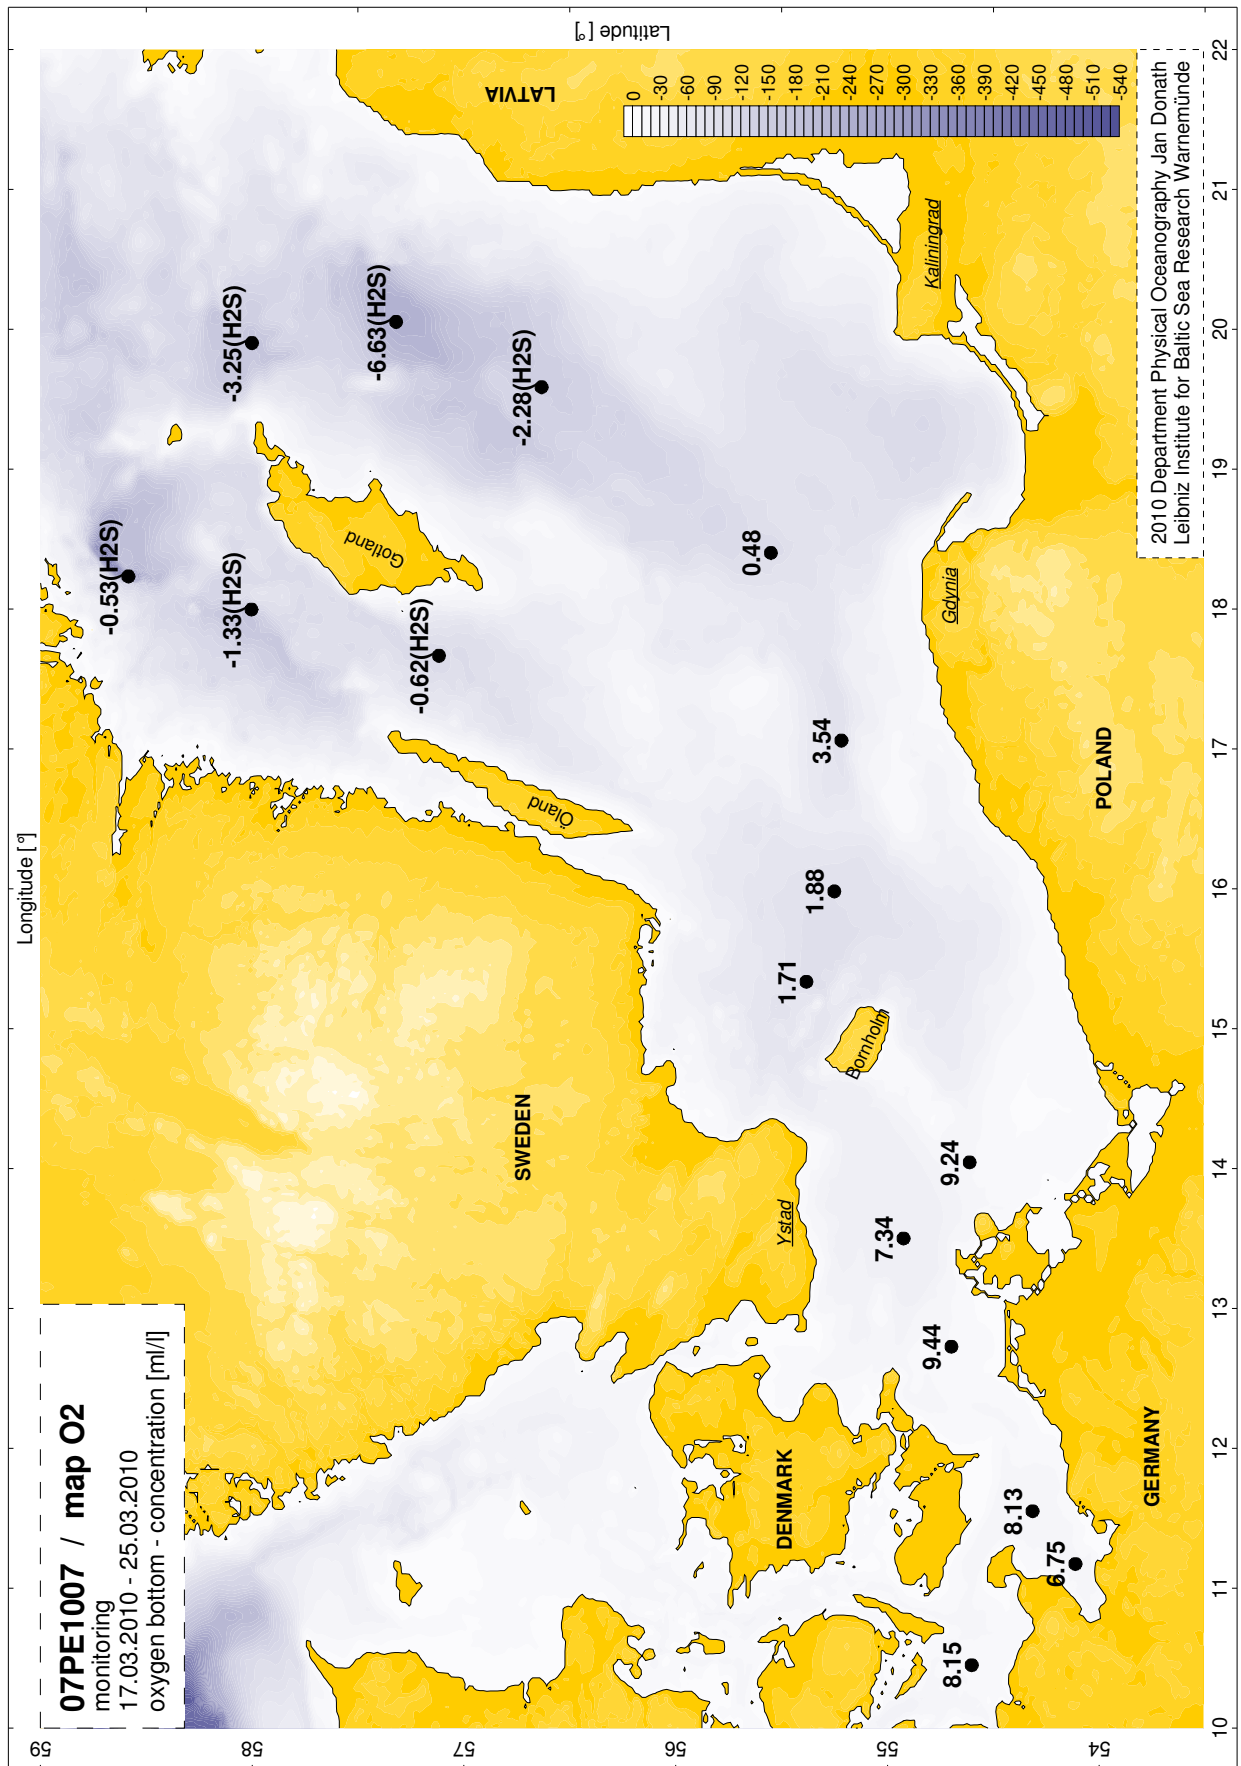 07PE1007 / map O2
monitoring
17.03.2010 - 25.03.2010
oxygen bottom - concentration [ml/l]
Longitude [°]
Latitude [°]
59
58
57
56
55
54
10
11
12
13
14
15
16
17
18
19
20
21
22
LATVIA
SWEDEN
DENMARK
GERMANY
POLAND
Gotland
Öland
Bornholm
Ystad
Gdynia
Kaliningrad
-0.53(H2S)
-1.33(H2S)
-0.62(H2S)
-3.25(H2S)
-6.63(H2S)
-2.28(H2S)
0.48
3.54
1.88
1.71
9.24
7.34
9.44
8.13
6.75
8.15
0
-30
-60
-90
-120
-150
-180
-210
-240
-270
-300
-330
-360
-390
-420
-450
-480
-510
-540
2010 Department Physical Oceanography Jan Donath
Leibniz Institute for Baltic Sea Research Warnemünde